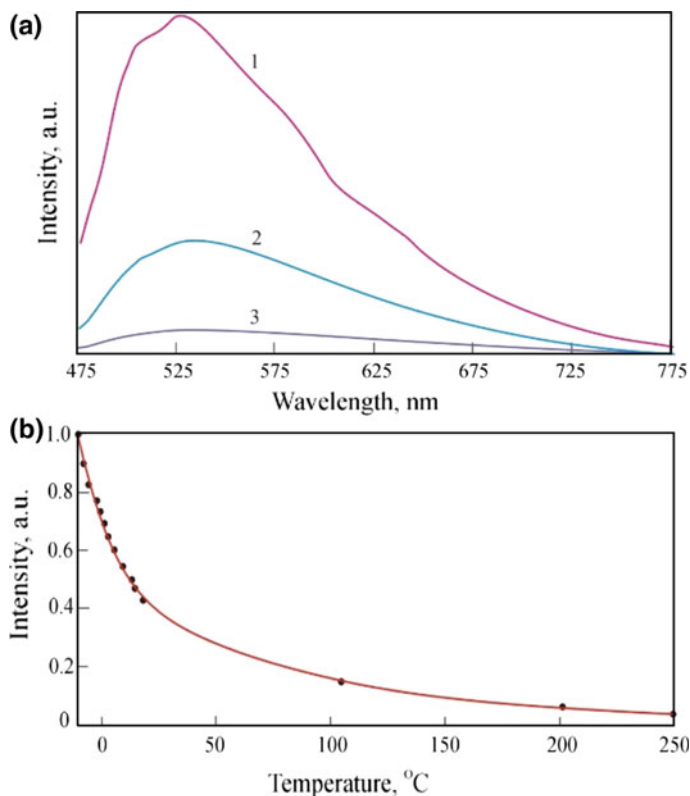 (a)
Intensity, a.u.
1
2
3
475 525 575 625 675 725 775
Wavelength, nm
(b)
Intensity, a.u.
1.0
0.8
0.6
0.4
0.2
0
0 50 100 150 200 250
Temperature, °C